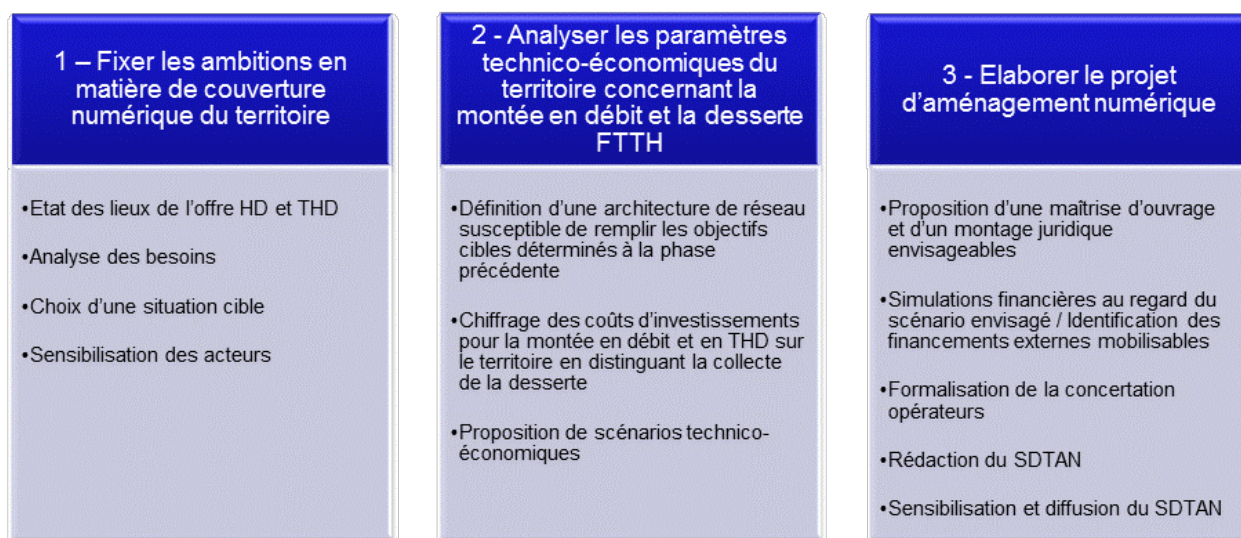 1 – Fixer les ambitions en
matière de couverture
numérique du territoire
•Etat des lieux de l'offre HD et THD
•Analyse des besoins
•Choix d'une situation cible
•Sensibilisation des acteurs
2 - Analyser les paramètres
technico-économiques du
territoire concernant la
montée en débit et la desserte
FTTH
•Définition d'une architecture de réseau
susceptible de remplir les objectifs
cibles déterminés à la phase
précédente
•Chiffrage des coûts d'investissements
pour la montée en débit et en THD sur
le territoire en distinguant la collecte
de la desserte
•Proposition de scénarios technico-
économiques
3 - Elaborer le projet
d'aménagement numérique
•Proposition d'une maîtrise d'ouvrage
et d'un montage juridique
envisageables
•Simulations financières au regard du
scénario envisagé / Identification des
financements externes mobilisables
•Formalisation de la concertation
opérateurs
•Rédaction du SDTAN
•Sensibilisation et diffusion du SDTAN